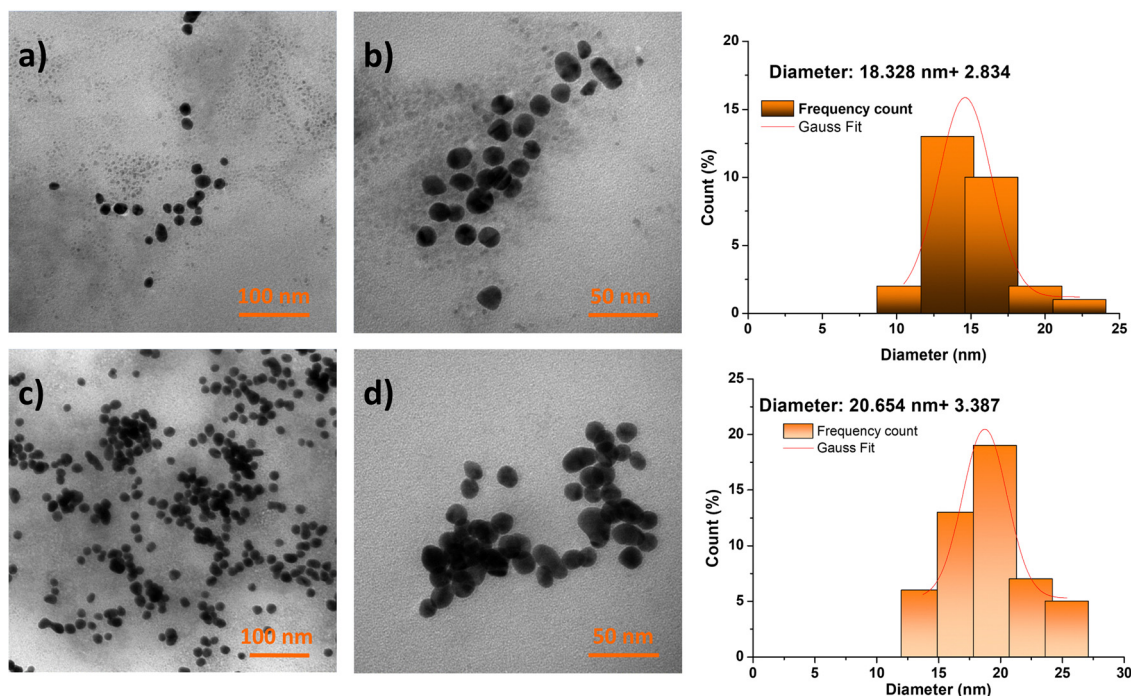 a)
100 nm
b)
50 nm
Diameter: 18.328 nm+ 2.834
Frequency count
Gauss Fit
Count (%)
20
15
10
5
0
0 5 10 15 20 25
Diameter (nm)
c)
100 nm
d)
50 nm
Diameter: 20.654 nm+ 3.387
Frequency count
Gauss Fit
Count (%)
25
20
15
10
5
0
0 5 10 15 20 25 30
Diameter (nm)